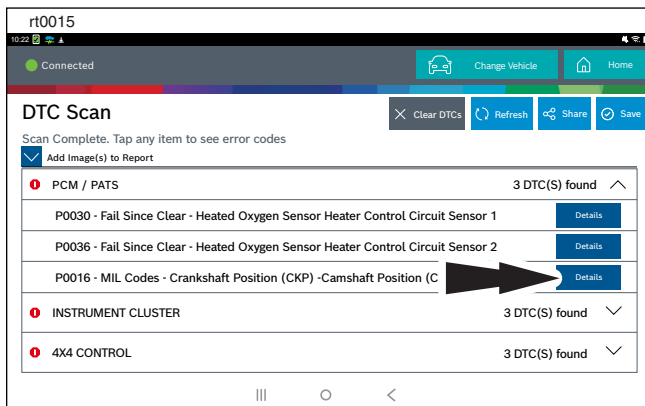 rt0015
10:22
Connected
Change Vehicle
Home
DTC Scan
Clear DTCs
Refresh
Share
Save
Scan Complete. Tap any item to see error codes
Add Image(s) to Report
PCM / PATS 3 DTC(S) found
P0030 - Fail Since Clear - Heated Oxygen Sensor Heater Control Circuit Sensor 1 Details
P0036 - Fail Since Clear - Heated Oxygen Sensor Heater Control Circuit Sensor 2 Details
P0016 - MIL Codes - Crankshaft Position (CKP) -Camshaft Position (C Details
INSTRUMENT CLUSTER 3 DTC(S) found
4X4 CONTROL 3 DTC(S) found